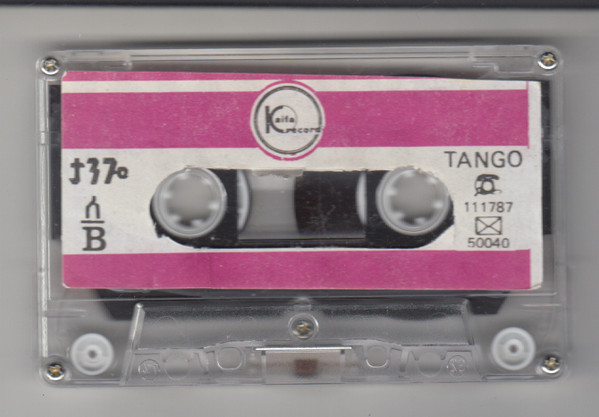 Kaifa
record
ታንጎ
ለ
B
TANGO
111787
50040